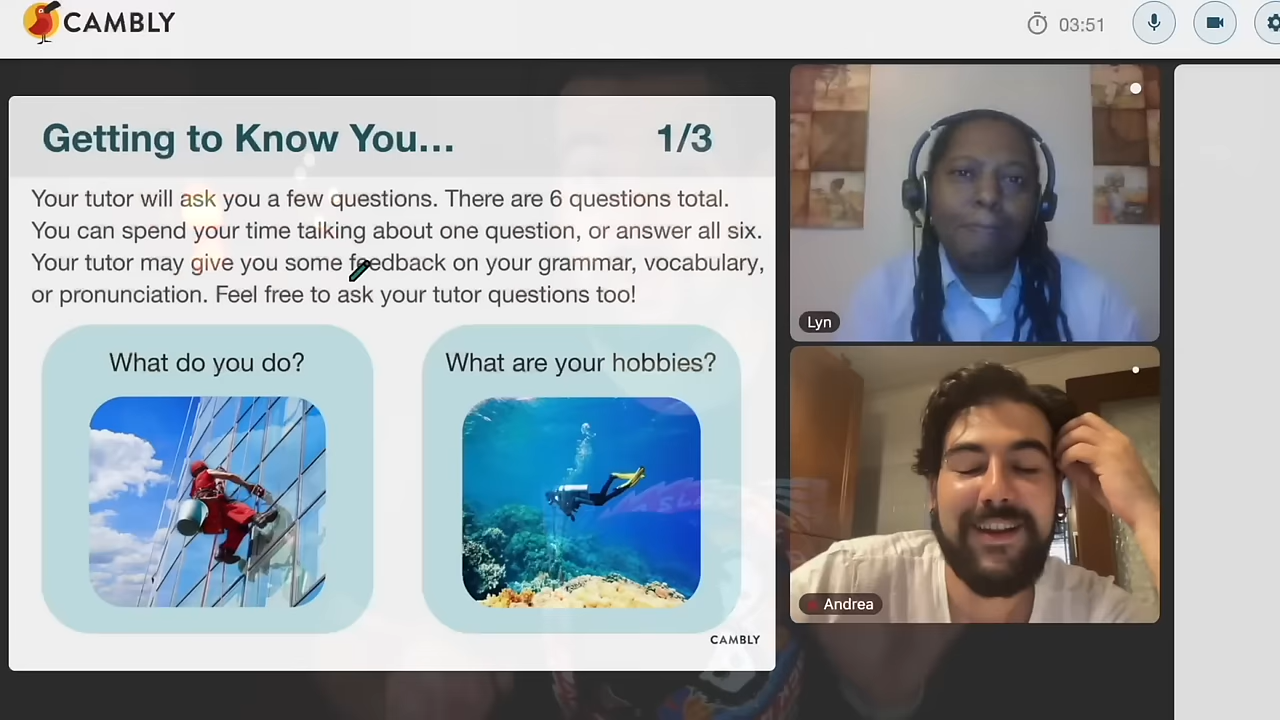 CAMBLY
03:51
Getting to Know You...
1/3
Your tutor will ask you a few questions. There are 6 questions total.
You can spend your time talking about one question, or answer all six.
Your tutor may give you some feedback on your grammar, vocabulary,
or pronunciation. Feel free to ask your tutor questions too!
What do you do?
What are your hobbies?
CAMBLY
Lyn
Andrea